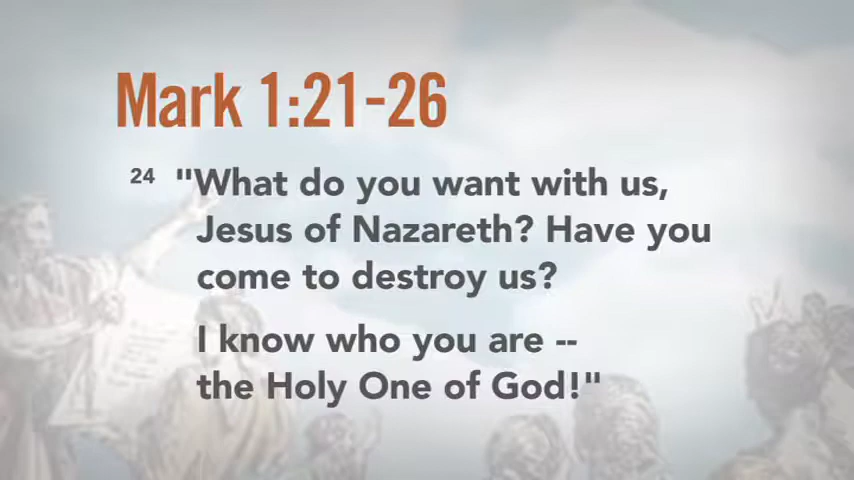 Mark 1:21-26
24 "What do you want with us,
Jesus of Nazareth? Have you
come to destroy us?
I know who you are --
the Holy One of God!"